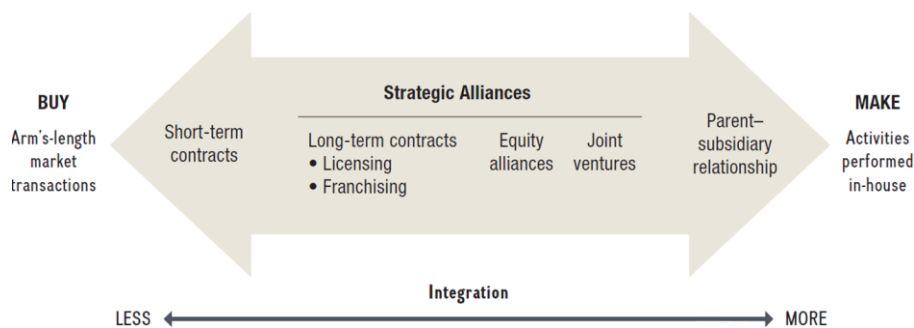 BUY
Arm's-length
market
transactions
Short-term
contracts
Strategic Alliances
Long-term contracts
• Licensing
• Franchising
Equity
alliances
Joint
ventures
Parent–
subsidiary
relationship
MAKE
Activities
performed
in-house
Integration
LESS
MORE